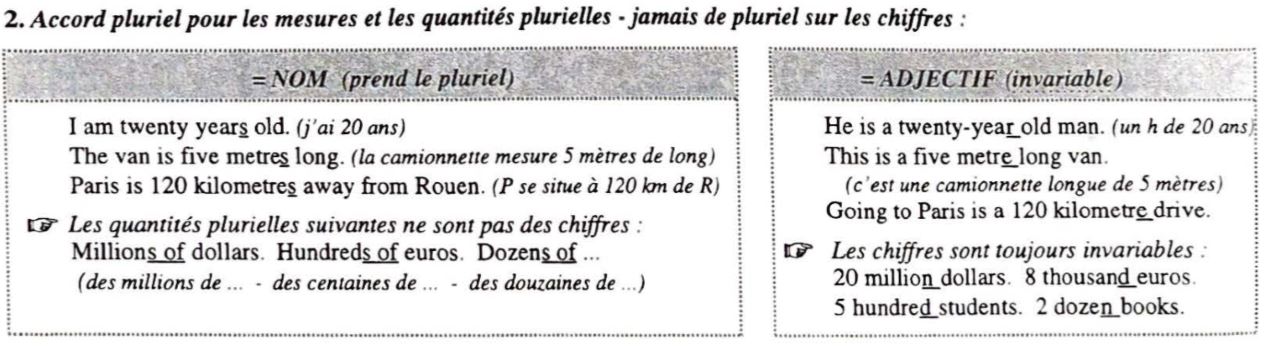 2. Accord pluriel pour les mesures et les quantités plurielles - jamais de pluriel sur les chiffres :
= NOM (prend le pluriel)
I am twenty years old. (j'ai 20 ans)
The van is five metres long. (la camionnette mesure 5 mètres de long)
Paris is 120 kilometres away from Rouen. (P se situe à 120 km de R)
☞ Les quantités plurielles suivantes ne sont pas des chiffres :
Millions of dollars. Hundreds of euros. Dozens of ...
(des millions de ... - des centaines de ... - des douzaines de ...)
= ADJECTIF (invariable)
He is a twenty-year old man. (un h de 20 ans)
This is a five metre long van.
(c'est une camionnette longue de 5 mètres)
Going to Paris is a 120 kilometre drive.
☞ Les chiffres sont toujours invariables :
20 million dollars. 8 thousand euros.
5 hundred students. 2 dozen books.